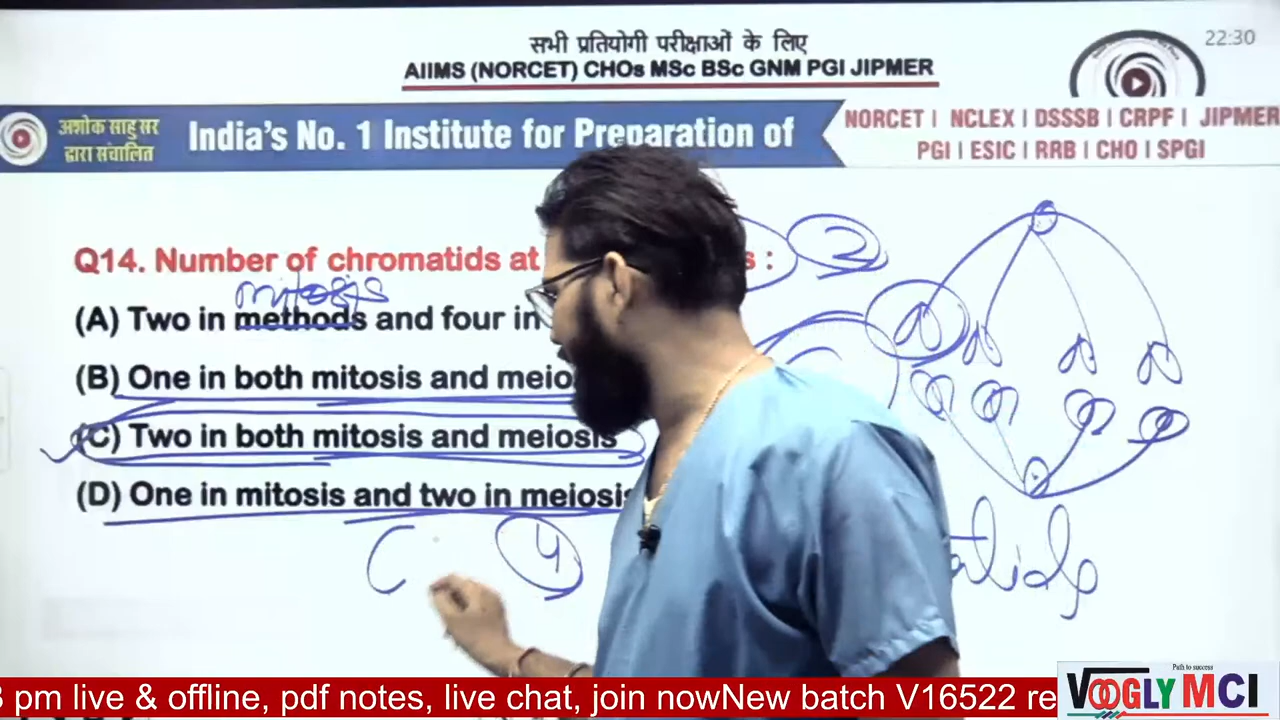 22:30
सभी प्रतियोगी परीक्षाओं के लिए
AIIMS (NORCET) CHOs MSc BSc GNM PGI JIPMER
अशोक साहु सर
द्वारा संचालित
India's No. 1 Institute for Preparation of
NORCET I NCLEX I DSSSB I CRPF I JIPMER
PGI I ESIC I RRB I CHO I SPGI
Q14. Number of chromatids at s :
2
mitosis
(A) Two in methods and four in
(B) One in both mitosis and
(C) Two in both mitosis and meiosis
(D) One in mitosis and two in meiosis
4
pm live & offline, pdf notes, live chat, join nowNew batch V16522 re
Path to success
VOOGLY MCI